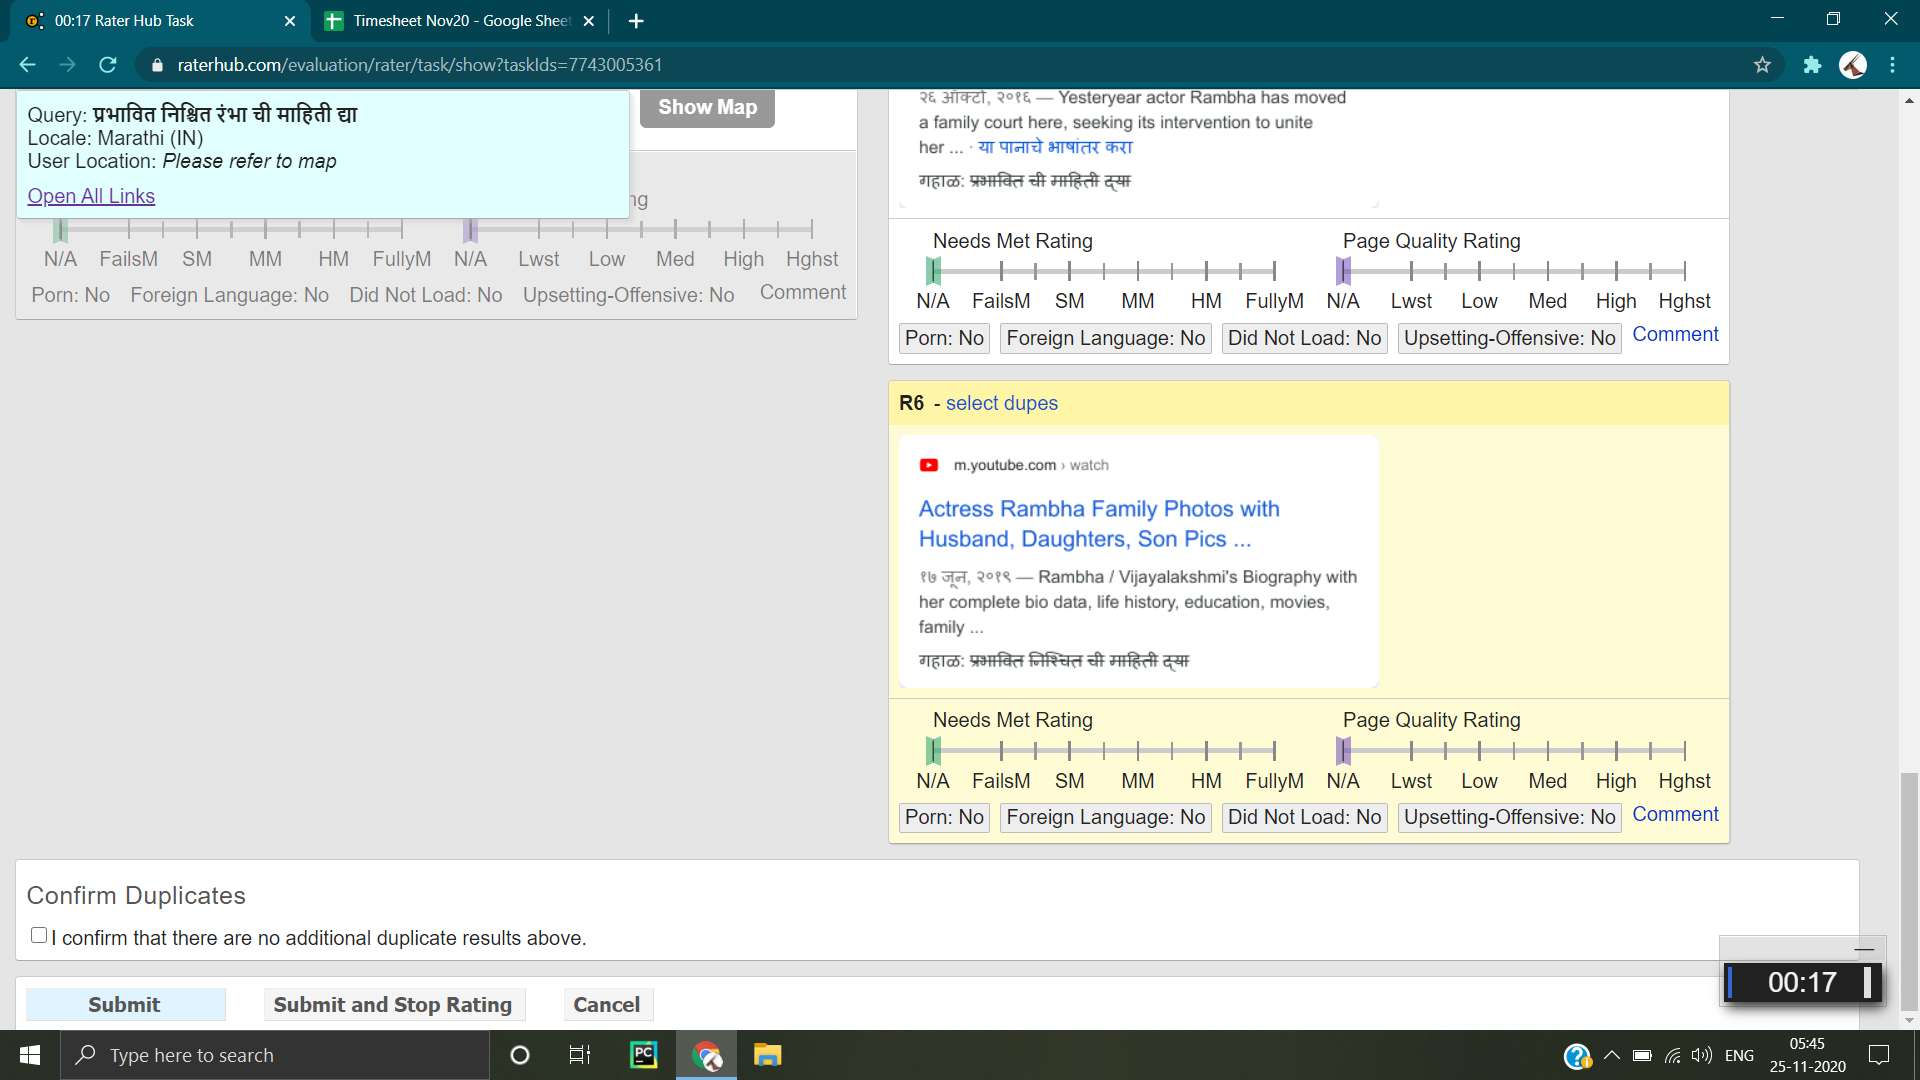 00:17 Rater Hub Task
Timesheet Nov20 - Google Sheet
raterhub.com/evaluation/rater/task/show?taskIds=7743005361
Query: प्रभावित निश्चित रंभा ची माहिती द्या
Locale: Marathi (IN)
User Location: Please refer to map
Open All Links
Show Map
ng
N/A FailsM SM MM HM FullyM N/A Lwst Low Med High Hghst
Porn: No Foreign Language: No Did Not Load: No Upsetting-Offensive: No Comment
२६ ऑक्टो, २०१६ — Yesteryear actor Rambha has moved
a family court here, seeking its intervention to unite
her ... · या पानाचे भाषांतर करा
गहाळ: प्रभावित ची माहिती द्या
Needs Met Rating Page Quality Rating
N/A FailsM SM MM HM FullyM N/A Lwst Low Med High Hghst
Porn: No Foreign Language: No Did Not Load: No Upsetting-Offensive: No Comment
R6 - select dupes
m.youtube.com › watch
Actress Rambha Family Photos with
Husband, Daughters, Son Pics ...
१७ जून, २०१९ — Rambha / Vijayalakshmi's Biography with
her complete bio data, life history, education, movies,
family ...
गहाळ: प्रभावित निश्चित ची माहिती द्या
Needs Met Rating Page Quality Rating
N/A FailsM SM MM HM FullyM N/A Lwst Low Med High Hghst
Porn: No Foreign Language: No Did Not Load: No Upsetting-Offensive: No Comment
Confirm Duplicates
I confirm that there are no additional duplicate results above.
00:17
Submit Submit and Stop Rating Cancel
Type here to search
PC
ENG
05:45
25-11-2020